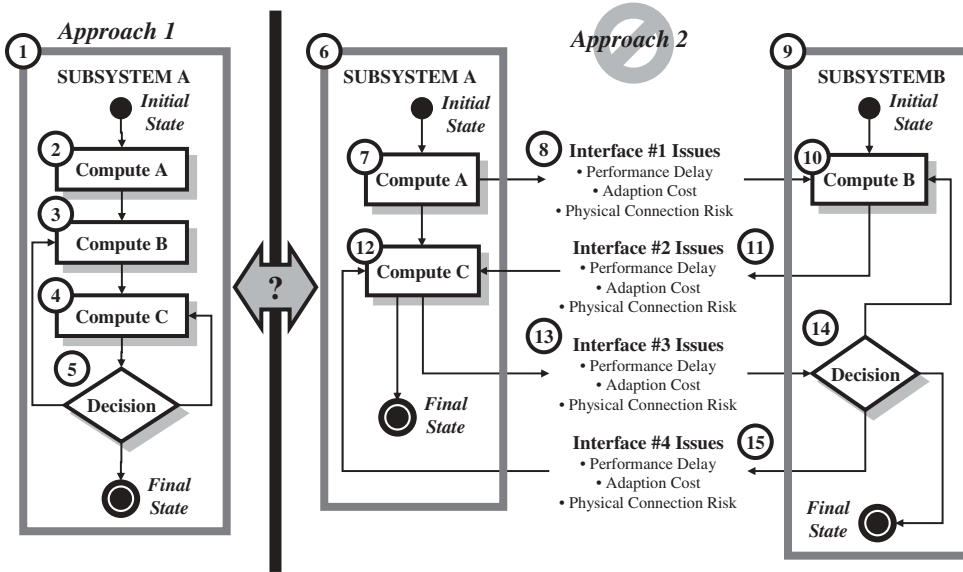 Approach 1
1
SUBSYSTEM A
Initial
State
2
Compute A
3
Compute B
4
Compute C
5
Decision
Final
State
?
Approach 2
6
SUBSYSTEM A
Initial
State
7
Compute A
12
Compute C
Final
State
8
Interface #1 Issues
• Performance Delay
• Adaption Cost
• Physical Connection Risk
11
Interface #2 Issues
• Performance Delay
• Adaption Cost
• Physical Connection Risk
13
Interface #3 Issues
• Performance Delay
• Adaption Cost
• Physical Connection Risk
15
Interface #4 Issues
• Performance Delay
• Adaption Cost
• Physical Connection Risk
9
SUBSYSTEMB
Initial
State
10
Compute B
14
Decision
Final
State